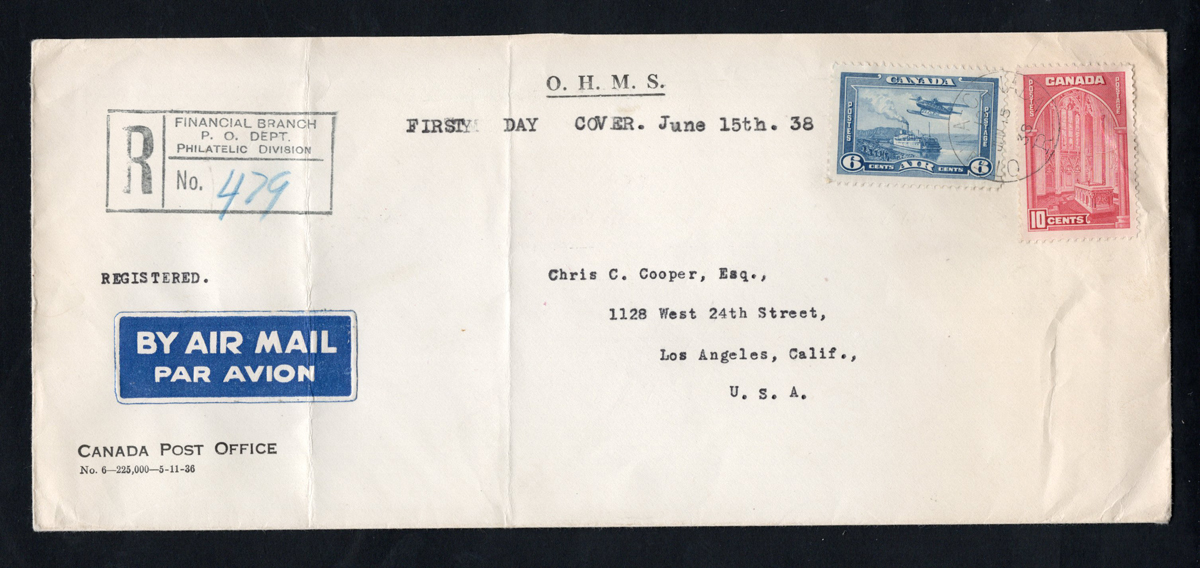 O. H. M. S.
FIRST DAY COVER. June 15th. 38
R
FINANCIAL BRANCH
P. O. DEPT.
PHILATELIC DIVISION
No. 479
CANADA
POSTES POSTAGE
6 CENTS AIR CENTS 6
CANADA
POSTES POSTAGE
10 CENTS
REGISTERED.
BY AIR MAIL
PAR AVION
CANADA POST OFFICE
No. 6—225,000—5-11-36
Chris C. Cooper, Esq.,
1128 West 24th Street,
Los Angeles, Calif.,
U. S. A.